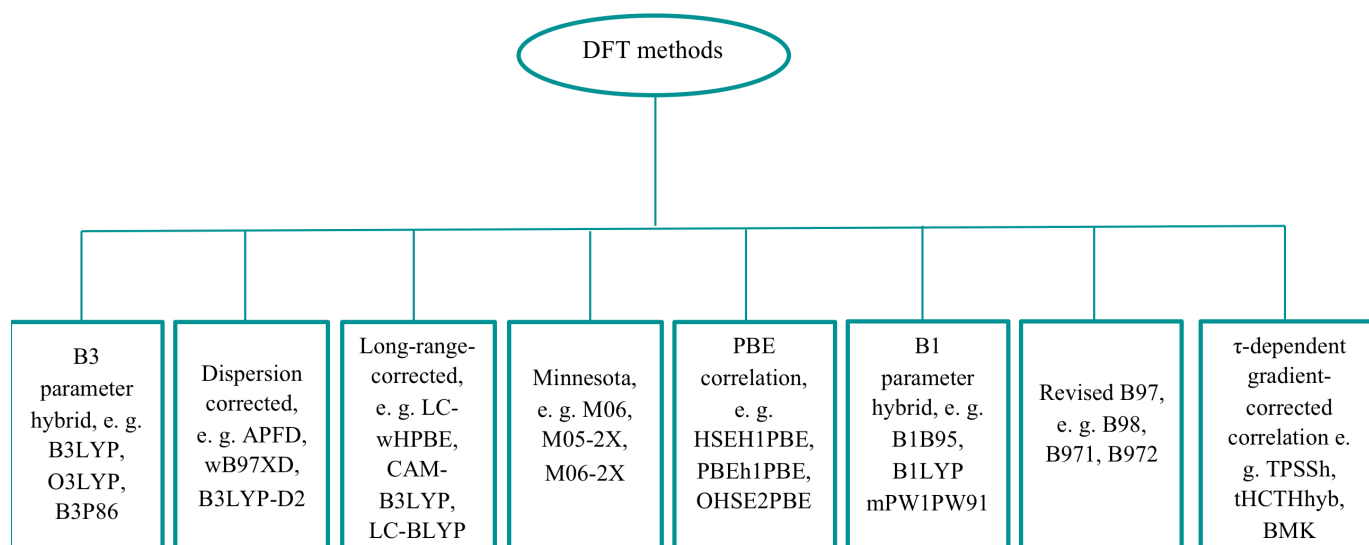 DFT methods
B3
parameter
hybrid, e. g.
B3LYP,
O3LYP,
B3P86
Dispersion
corrected,
e. g. APFD,
wB97XD,
B3LYP-D2
Long-range-
corrected,
e. g. LC-
wHPBE,
CAM-
B3LYP,
LC-BLYP
Minnesota,
e. g. M06,
M05-2X,
M06-2X
PBE
correlation,
e. g.
HSEH1PBE,
PBEh1PBE,
OHSE2PBE
B1
parameter
hybrid, e. g.
B1B95,
B1LYP
mPW1PW91
Revised B97,
e. g. B98,
B971, B972
τ-dependent
gradient-
corrected
correlation e.
g. TPSSh,
tHCTHhyb,
BMK